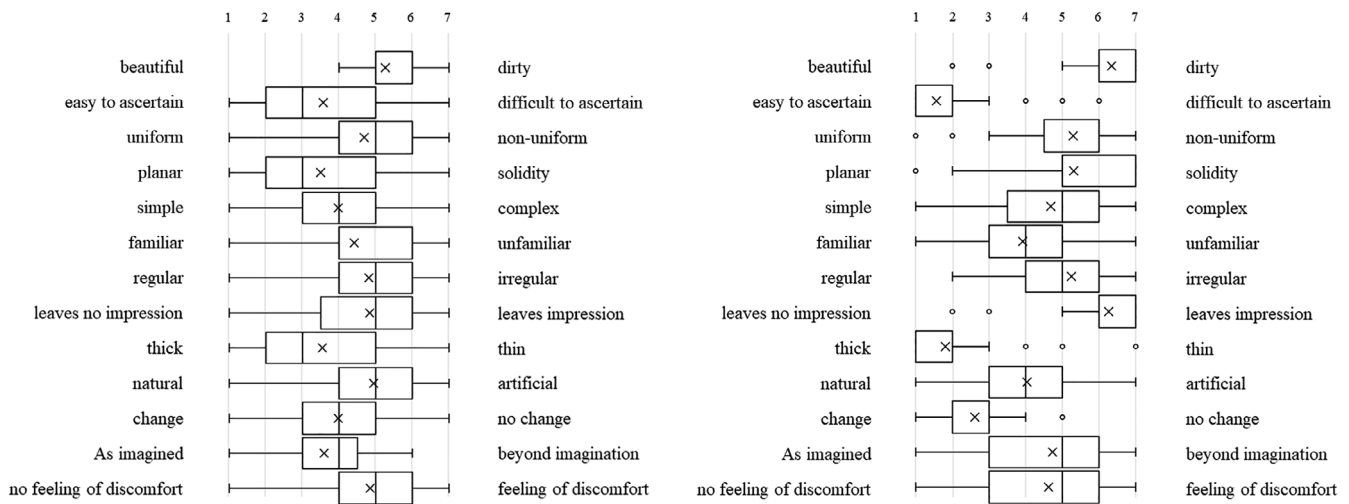 1 2 3 4 5 6 7
beautiful dirty
easy to ascertain difficult to ascertain
uniform non-uniform
planar solidity
simple complex
familiar unfamiliar
regular irregular
leaves no impression leaves impression
thick thin
natural artificial
change no change
As imagined beyond imagination
no feeling of discomfort feeling of discomfort
1 2 3 4 5 6 7
beautiful dirty
easy to ascertain difficult to ascertain
uniform non-uniform
planar solidity
simple complex
familiar unfamiliar
regular irregular
leaves no impression leaves impression
thick thin
natural artificial
change no change
As imagined beyond imagination
no feeling of discomfort feeling of discomfort